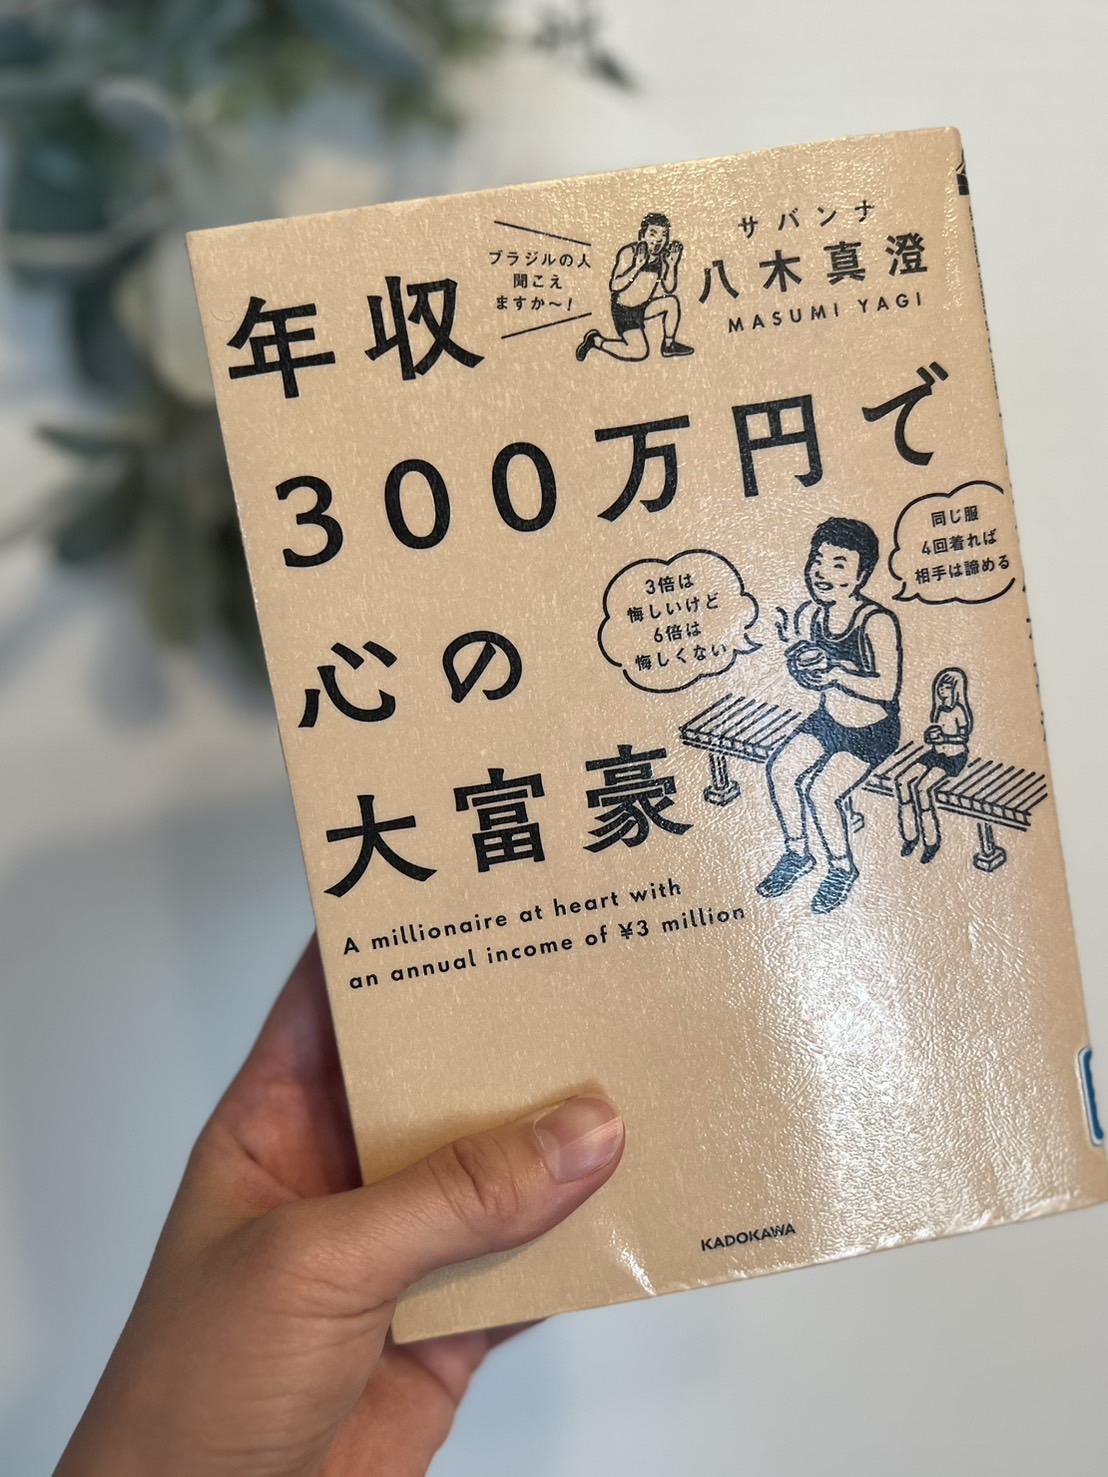 サバンナ
八木真澄
MASUMI YAGI
ブラジルの人
聞こえ
ますか〜!
年収
300万円で
心の
大富豪
同じ服
4回着れば
相手は諦める
3倍は
悔しいけど
6倍は
悔しくない
A millionaire at heart with
an annual income of ¥3 million
KADOKAWA